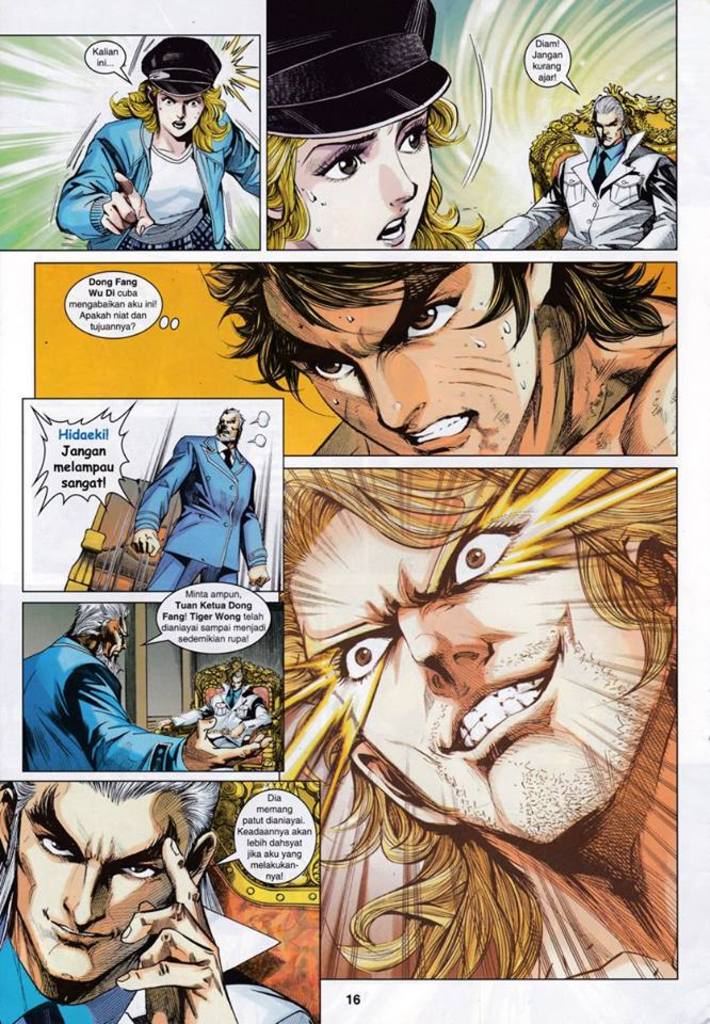 Kalian
ini...
Diam!
Jangan
kurang
ajar!
Dong Fang
Wu Di cuba
mengabaikan aku ini!
Apakah niat dan
tujuannya?
Hidaeki!
Jangan
melampau
sangat!
Minta ampun,
Tuan Ketua Dong
Fang! Tiger Wong
dianiayai sampai menjadi
sedemikian rupa!
Dia
memang
patut dianiayai.
Keadaannya akan
lebih dahsyat
jika aku yang
melakukan-
nya!
16